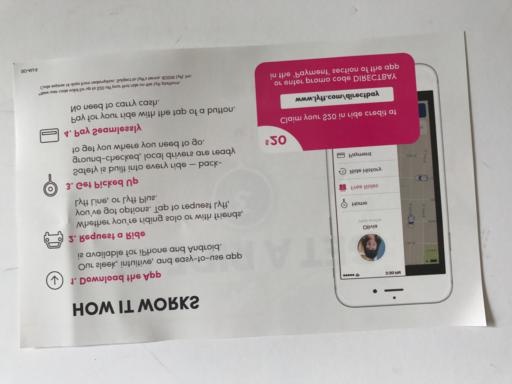 HOW IT WORKS
1. Download the App
Our sleek, intuitive, and easy-to-use app
is available for iPhone and Android.
2. Request a Ride
Whether you're riding solo or with friends,
you've got options. Tap to request Lyft,
Lyft Line, or Lyft Plus.
3. Get Picked Up
Safety is built into every ride — back-
ground-checked, local drivers are ready
to get you where you need to go.
4. Pay Seamlessly
Pay for your ride with the tap of a button.
No need to carry cash.
Olivia
Home
Free Rides
Ride History
Payment
$20
Claim your $20 in ride credit at
www.lyft.com/directbay
or enter promo code DIRECTBAY
in the 'Payment' section of the app